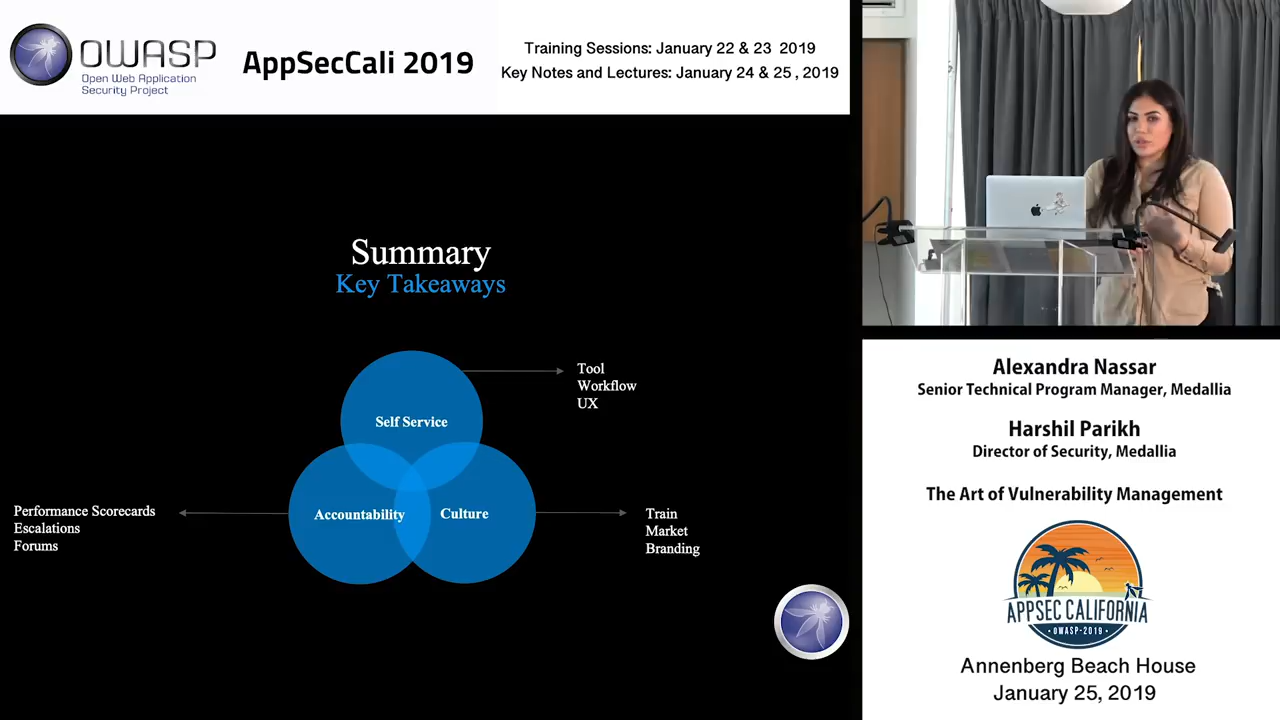 OWASP
Open Web Application
Security Project
AppSecCali 2019
Training Sessions: January 22 & 23 2019
Key Notes and Lectures: January 24 & 25 , 2019
Summary
Key Takeaways
Self Service
Tool
Workflow
UX
Accountability
Performance Scorecards
Escalations
Forums
Culture
Train
Market
Branding
Alexandra Nassar
Senior Technical Program Manager, Medallia
Harshil Parikh
Director of Security, Medallia
The Art of Vulnerability Management
APPSEC CALIFORNIA
• OWASP-2019 •
Annenberg Beach House
January 25, 2019